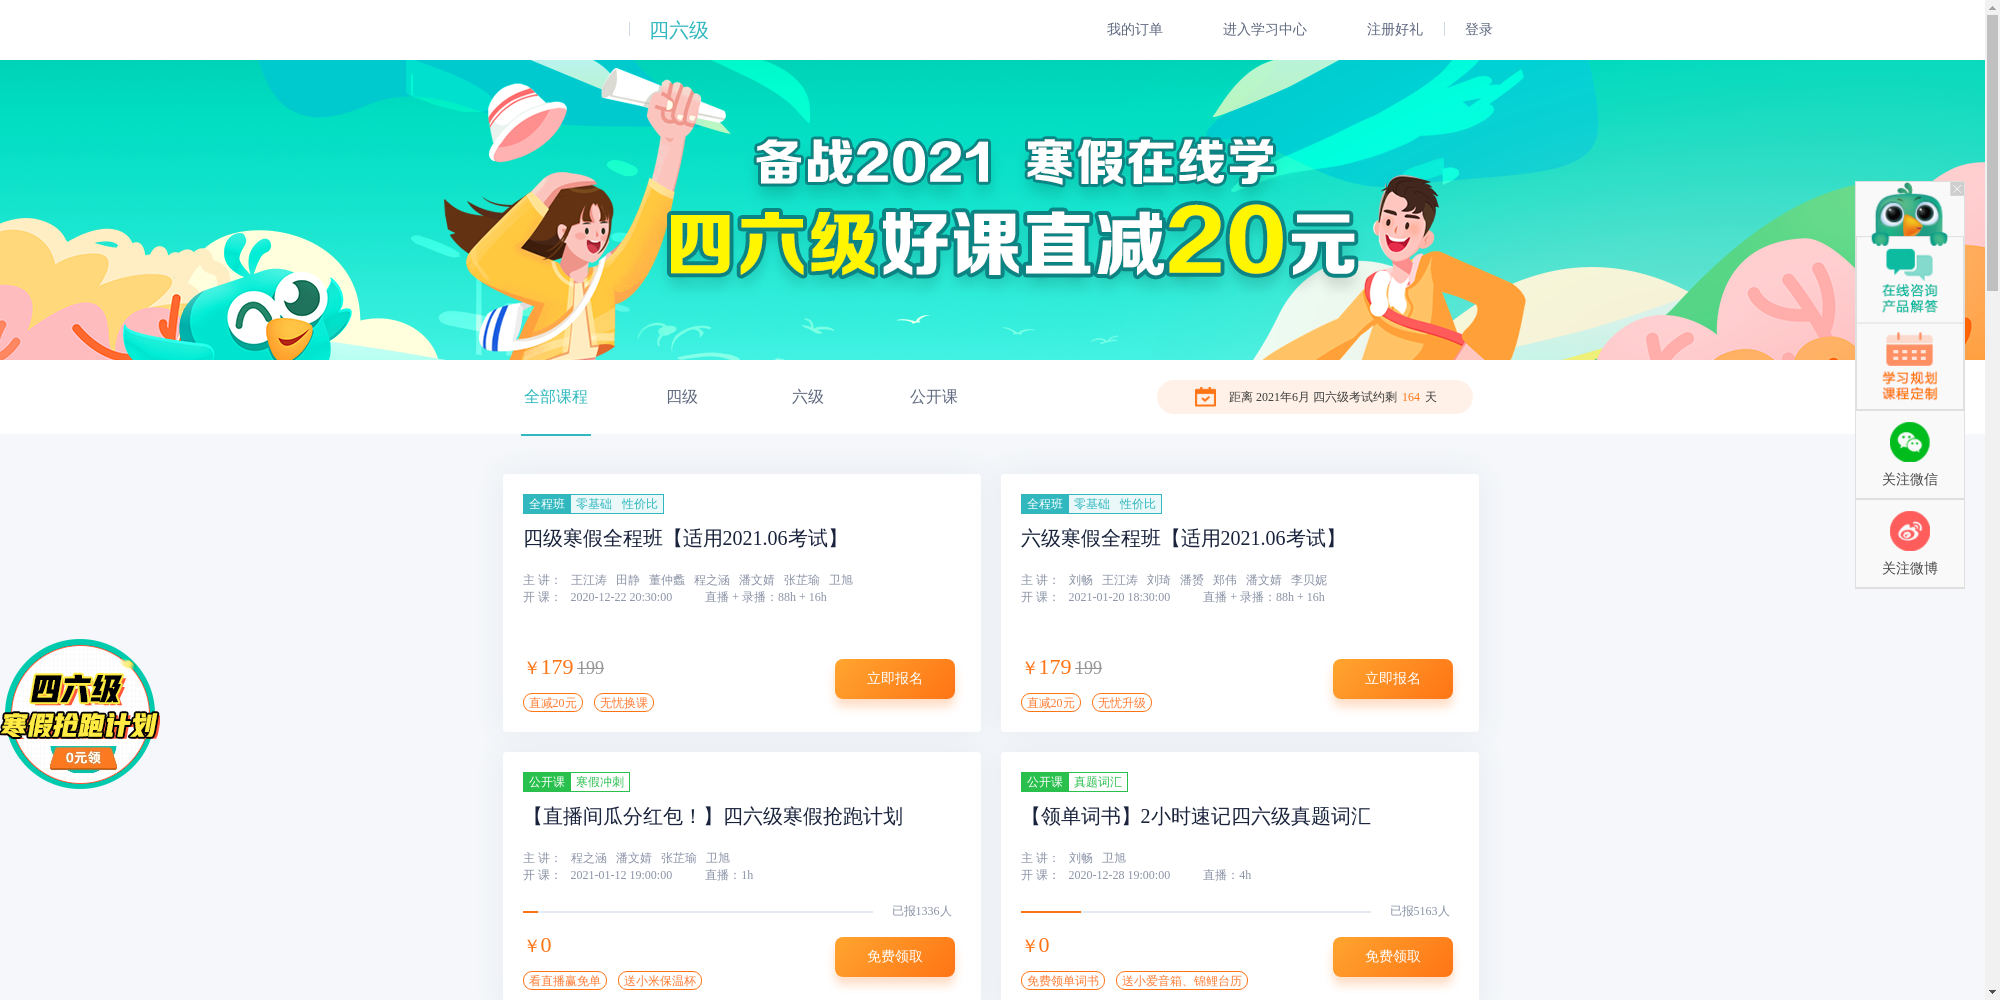 四六级
我的订单
进入学习中心
注册好礼
登录
备战2021 寒假在线学
四六级好课直减20元
全部课程
四级
六级
公开课
距离 2021年6月 四六级考试约剩 164 天
在线咨询
产品解答
学习规划
课程定制
关注微信
关注微博
全程班 零基础 性价比
四级寒假全程班【适用2021.06考试】
主 讲： 王江涛 田静 董仲蠡 程之涵 潘文婧 张芷瑜 卫旭
开 课： 2020-12-22 20:30:00 直播 + 录播：88h + 16h
￥179 199
立即报名
直减20元 无忧换课
全程班 零基础 性价比
六级寒假全程班【适用2021.06考试】
主 讲： 刘畅 王江涛 刘琦 潘赟 郑伟 潘文婧 李贝妮
开 课： 2021-01-20 18:30:00 直播 + 录播：88h + 16h
￥179 199
立即报名
直减20元 无忧升级
四六级
寒假抢跑计划
0元领
公开课 寒假冲刺
【直播间瓜分红包！】四六级寒假抢跑计划
主 讲： 程之涵 潘文婧 张芷瑜 卫旭
开 课： 2021-01-12 19:00:00 直播：1h
已报1336人
￥0
免费领取
看直播赢免单 送小米保温杯
公开课 真题词汇
【领单词书】2小时速记四六级真题词汇
主 讲： 刘畅 卫旭
开 课： 2020-12-28 19:00:00 直播：4h
已报5163人
￥0
免费领取
免费领单词书 送小爱音箱、锦鲤台历